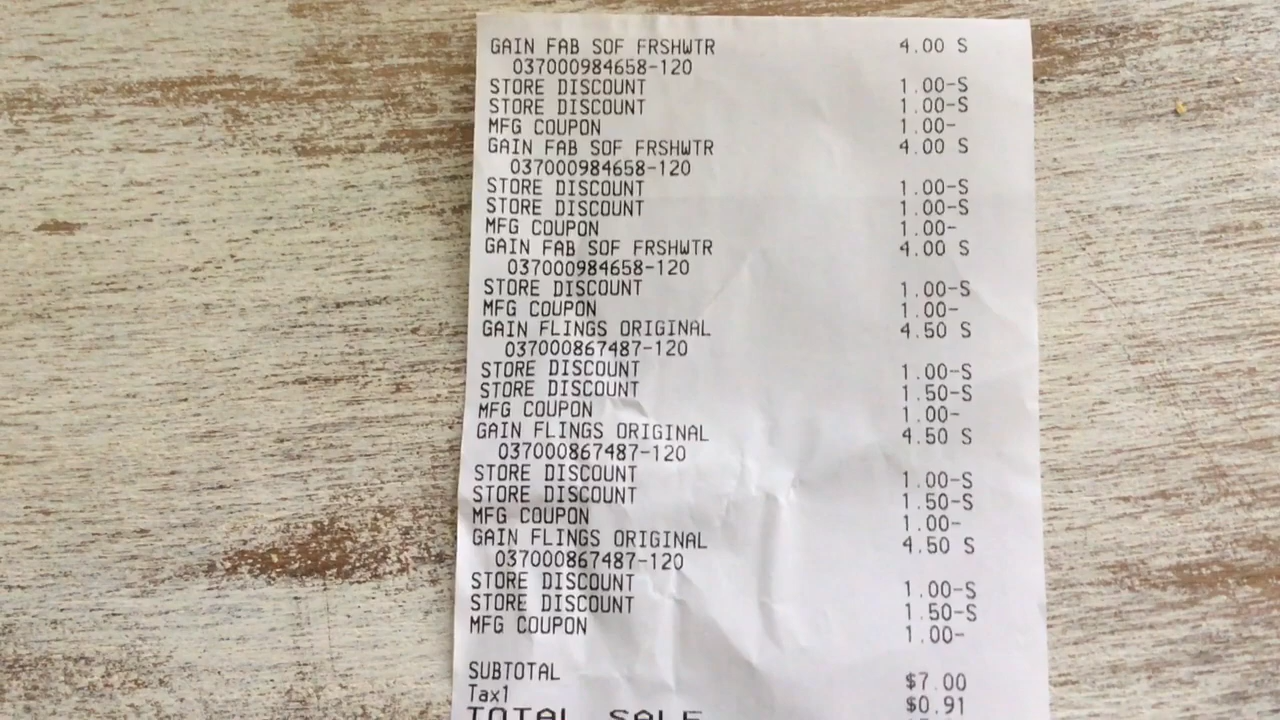 GAIN FAB SOF FRSHWTR 4.00 S
037000984658-120
STORE DISCOUNT 1.00-S
STORE DISCOUNT 1.00-S
MFG COUPON 1.00-
GAIN FAB SOF FRSHWTR 4.00 S
037000984658-120
STORE DISCOUNT 1.00-S
STORE DISCOUNT 1.00-S
MFG COUPON 1.00-
GAIN FAB SOF FRSHWTR 4.00 S
037000984658-120
STORE DISCOUNT 1.00-S
MFG COUPON 1.00-
GAIN FLINGS ORIGINAL 4.50 S
037000867487-120
STORE DISCOUNT 1.00-S
STORE DISCOUNT 1.50-S
MFG COUPON 1.00-
GAIN FLINGS ORIGINAL 4.50 S
037000867487-120
STORE DISCOUNT 1.00-S
STORE DISCOUNT 1.50-S
MFG COUPON 1.00-
GAIN FLINGS ORIGINAL 4.50 S
037000867487-120
STORE DISCOUNT 1.00-S
STORE DISCOUNT 1.50-S
MFG COUPON 1.00-
SUBTOTAL $7.00
Tax1 $0.91
TOTAL SALE